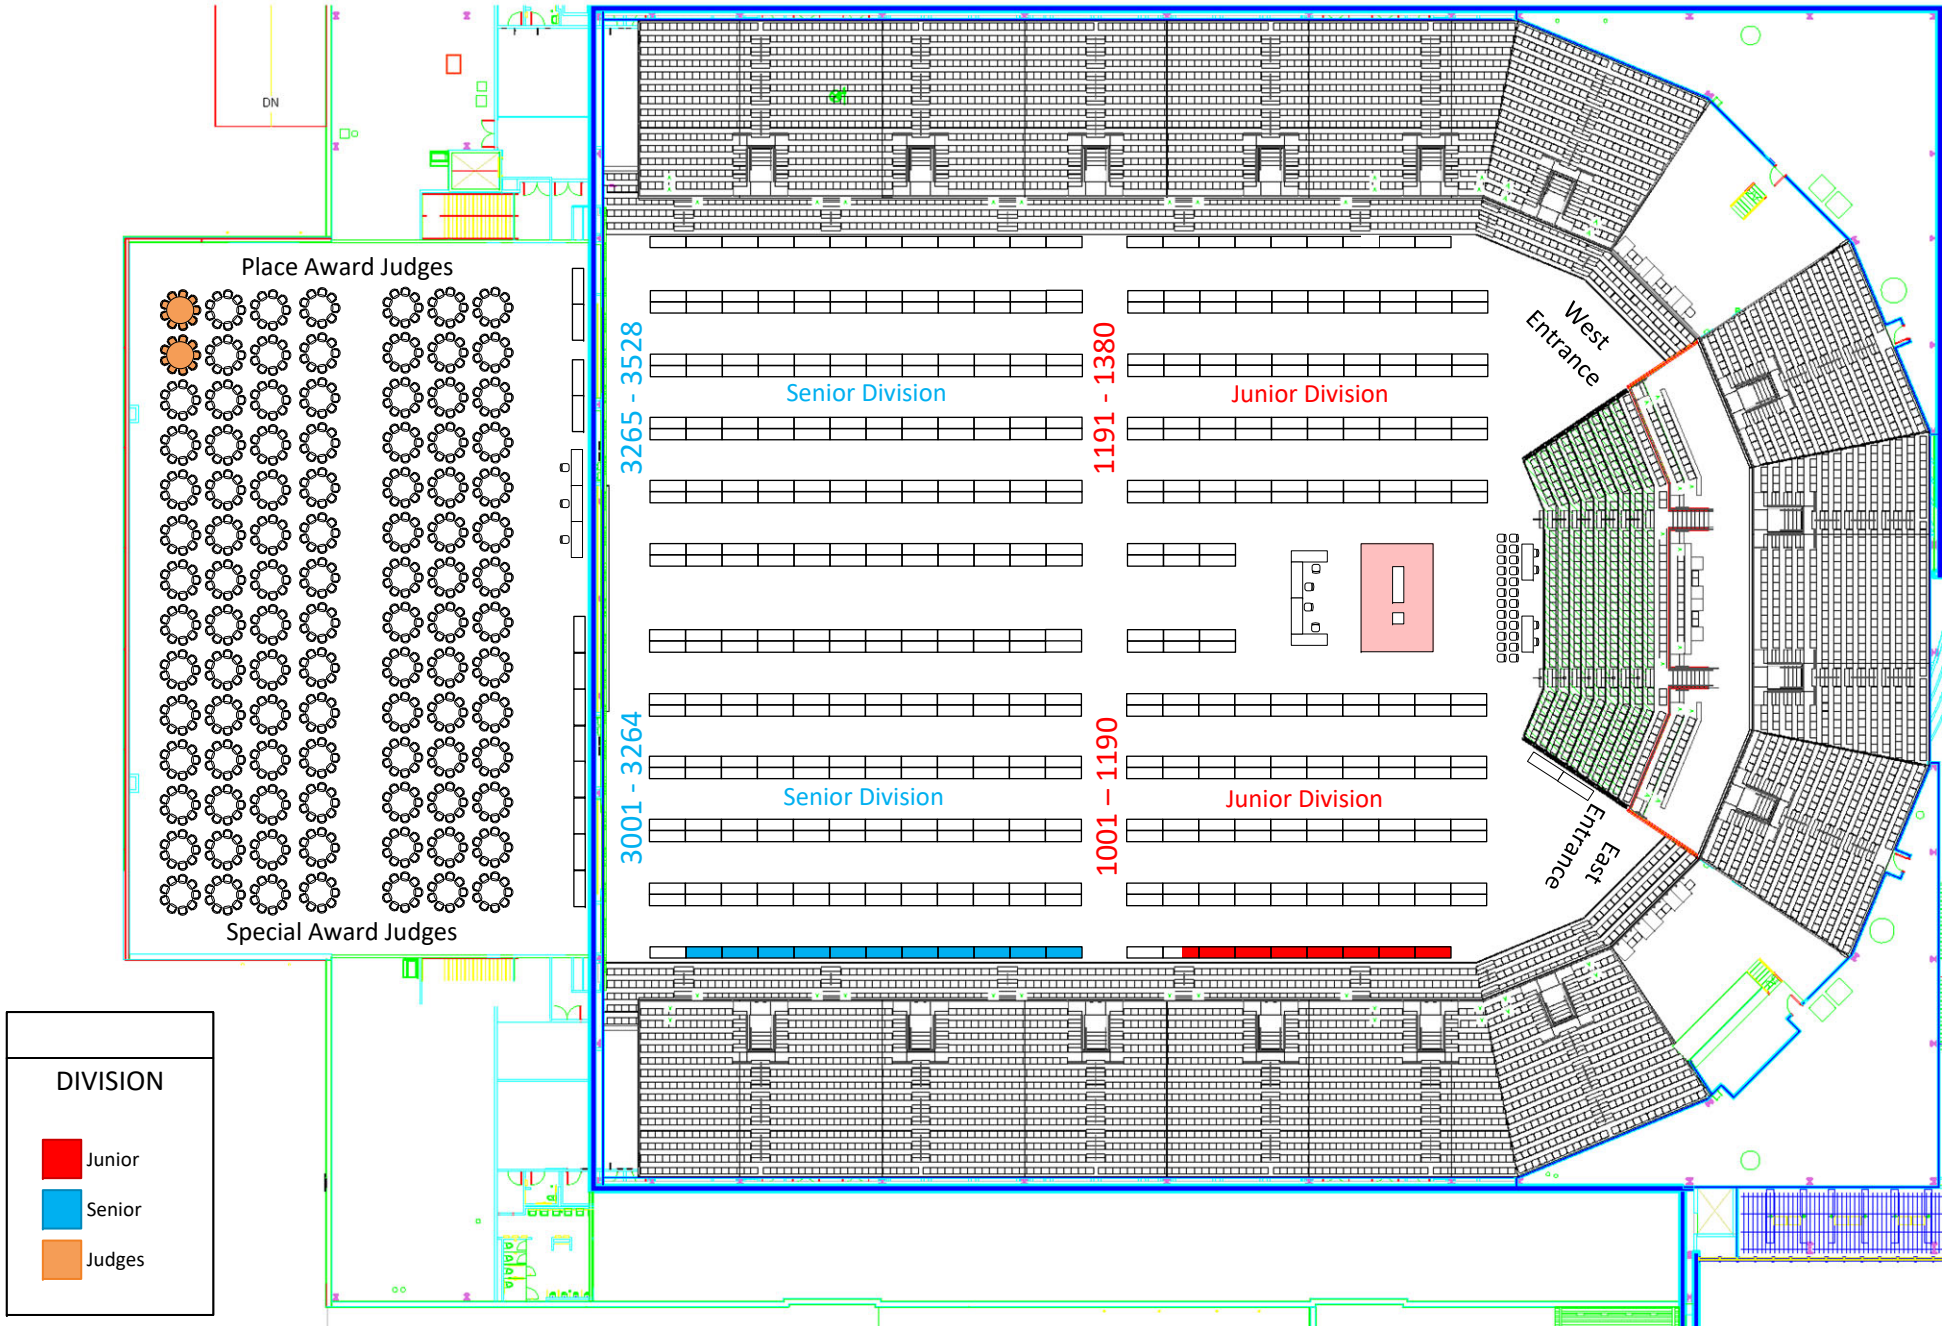 DN
Place Award Judges
3265 - 3528
Senior Division
1191 - 1380
Junior Division
West
Entrance
3001 - 3264
Senior Division
1001 – 1190
Junior Division
East
Entrance
Special Award Judges
DIVISION
Junior
Senior
Judges